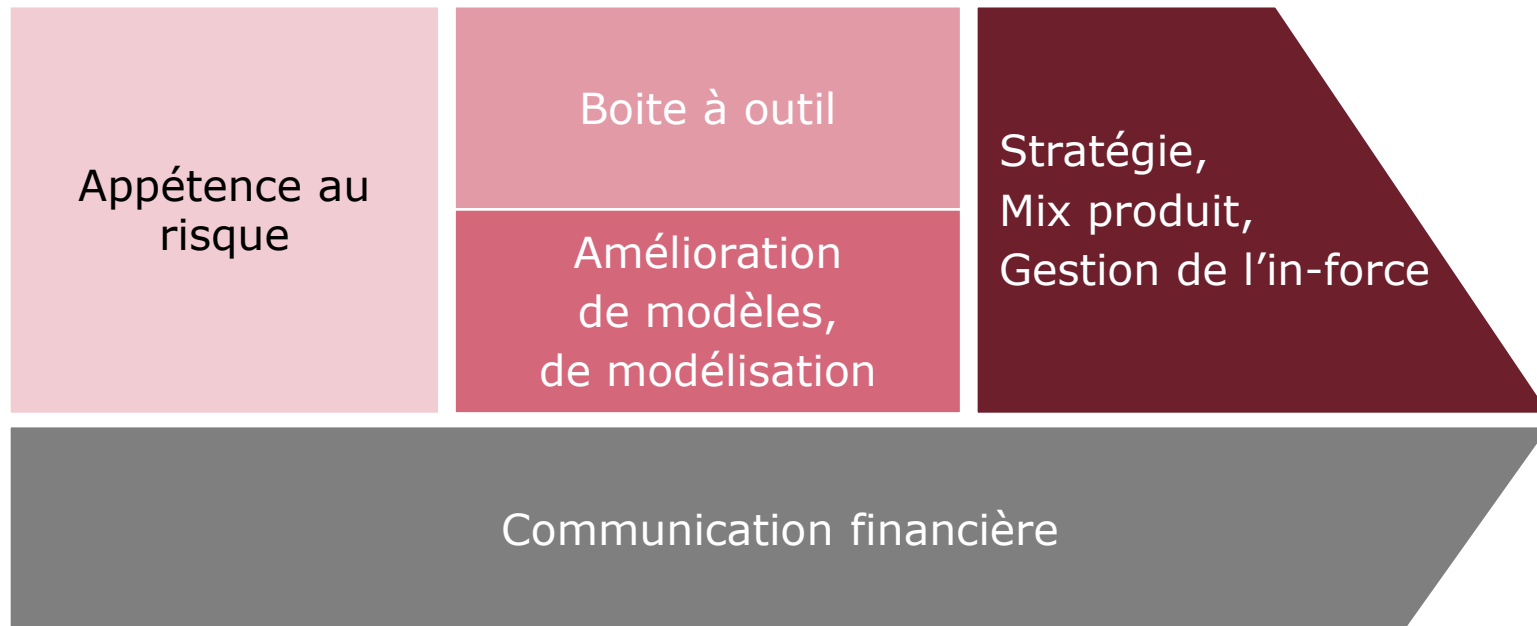 Appétence au
risque
Boite à outil
Amélioration
de modèles,
de modélisation
Stratégie,
Mix produit,
Gestion de l’in-force
Communication financière